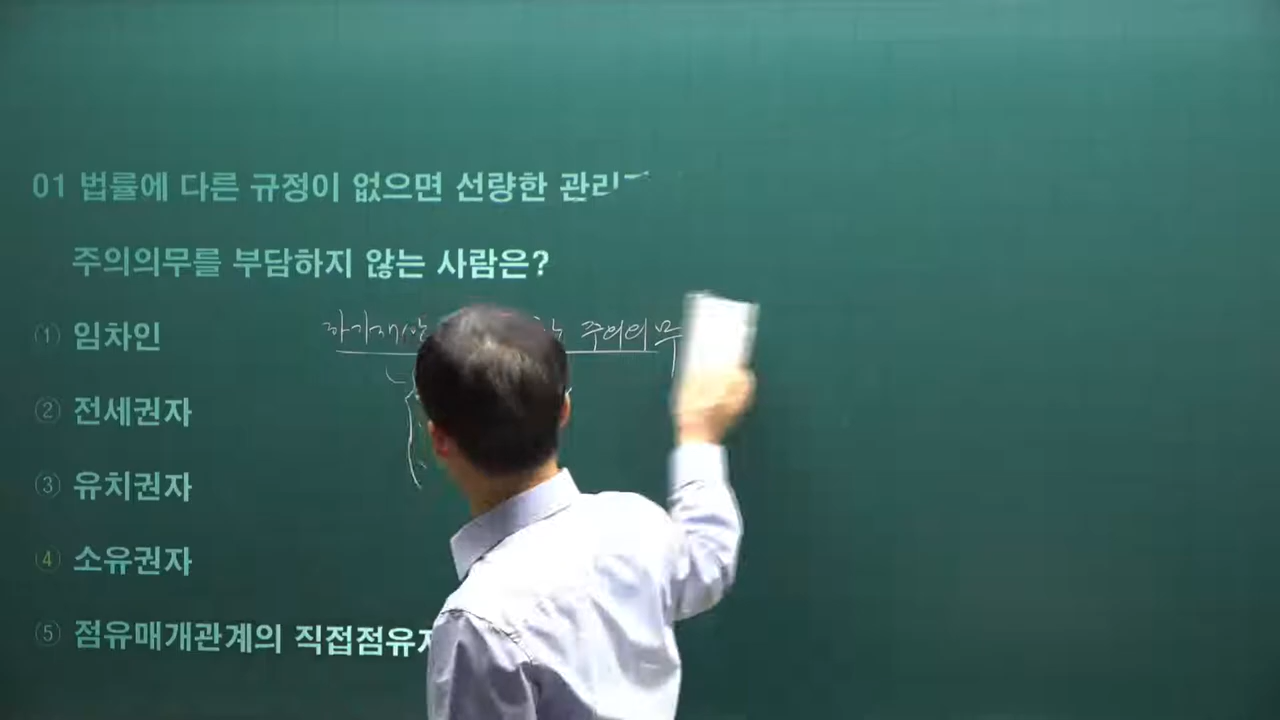 01 법률에 다른 규정이 없으면 선량한 관리
주의의무를 부담하지 않는 사람은?
① 임차인
주의의무
② 전세권자
③ 유치권자
④ 소유권자
⑤ 점유매개관계의 직접점유